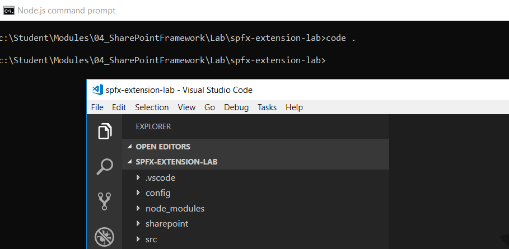 Node.js command prompt
c:\Student\Modules\04_SharePointFramework\Lab\spfx-extension-lab>code .
c:\Student\Modules\04_SharePointFramework\Lab\spfx-extension-lab>
spfx-extension-lab - Visual Studio Code
File Edit Selection View Go Debug Tasks Help
EXPLORER
OPEN EDITORS
SPFX-EXTENSION-LAB
.vscode
config
node_modules
sharepoint
src